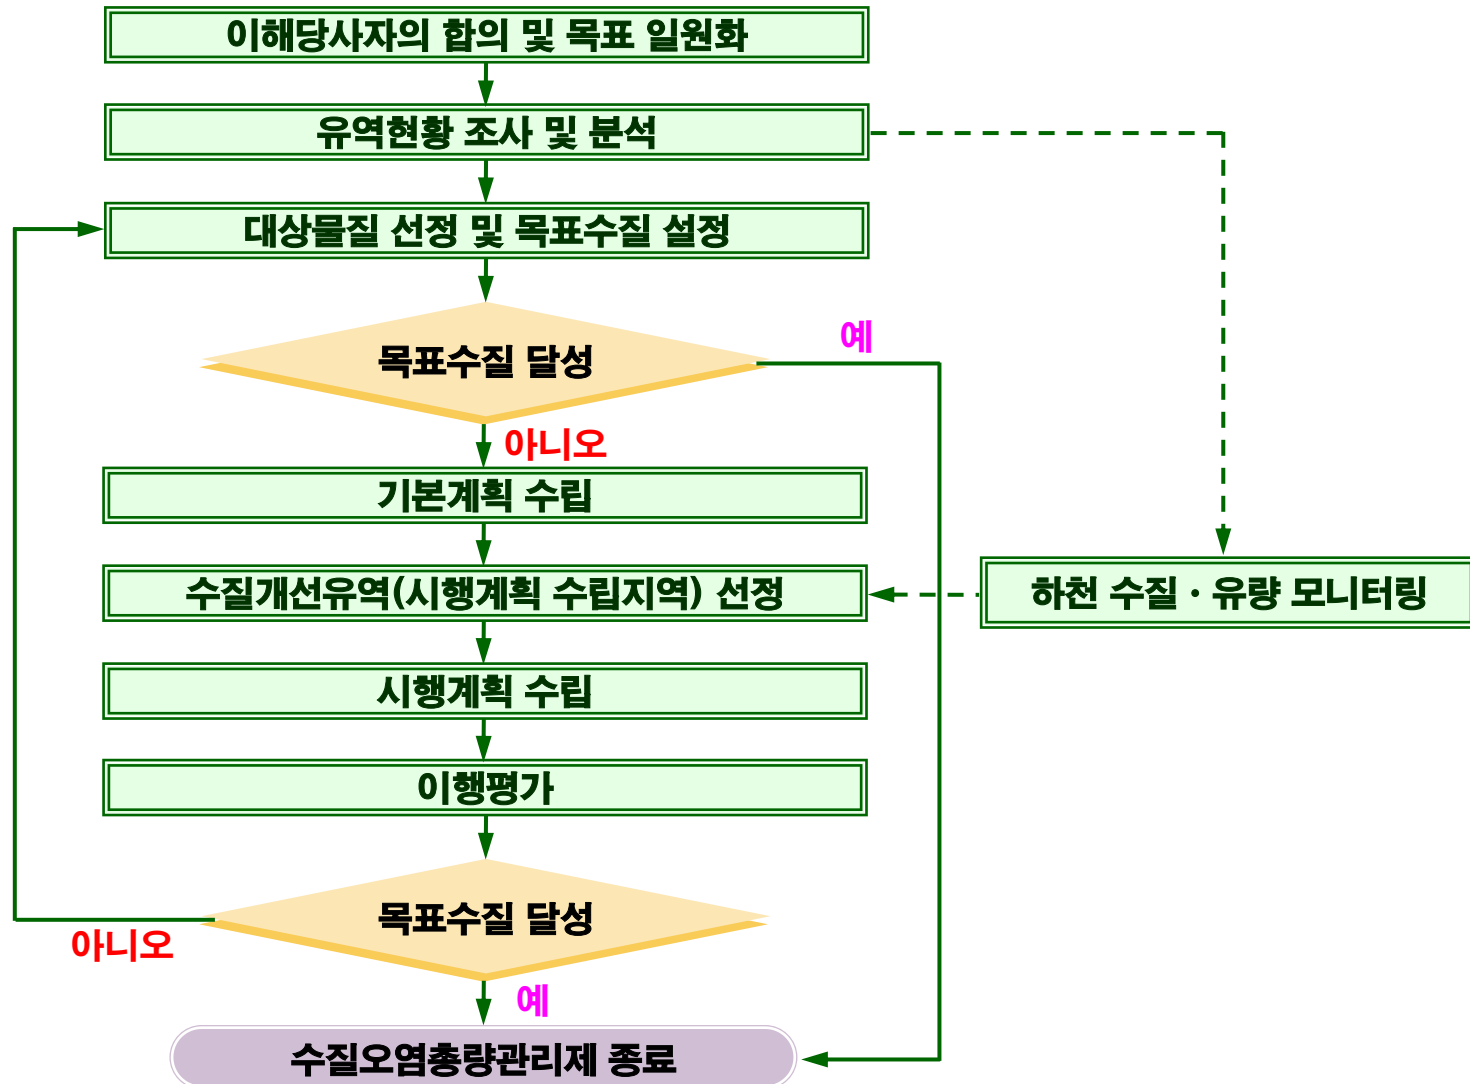 이해당사자의 합의 및 목표 일원화
유역현황 조사 및 분석
대상물질 선정 및 목표수질 설정
예
목표수질 달성
아니오
기본계획 수립
수질개선유역(시행계획 수립지역) 선정
하천 수질 · 유량 모니터링
시행계획 수립
이행평가
목표수질 달성
아니오
예
수질오염총량관리제 종료